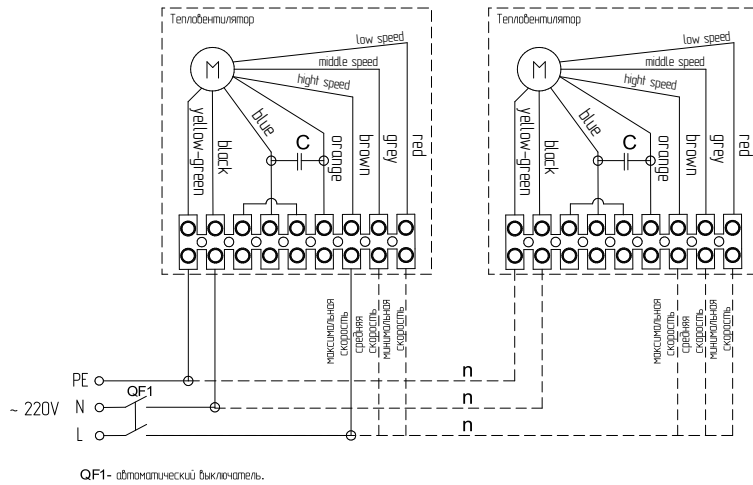 Тепловентилятор
M
low speed
middle speed
hight speed
blue
C
yellow-green
black
orange
brown
grey
red
максимальная
скорость
средняя
скорость
минимальная
скорость
Тепловентилятор
M
low speed
middle speed
hight speed
blue
C
yellow-green
black
orange
brown
grey
red
максимальная
скорость
средняя
скорость
минимальная
скорость
PE
n
QF1
~ 220V
N
n
L
n
QF1- автоматический выключатель.